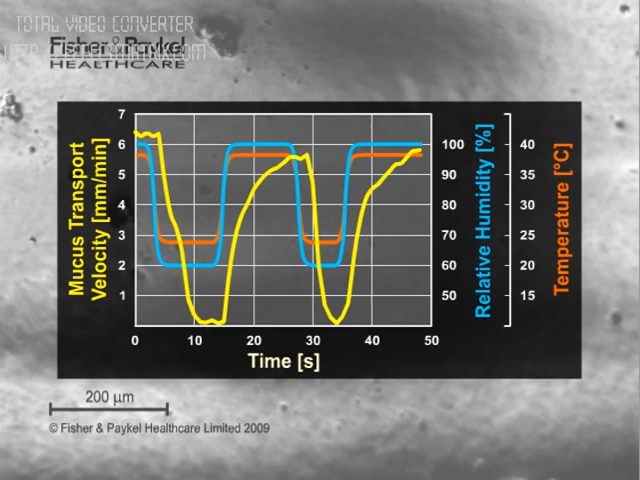 TOTAL VIDEO CONVERTER
Fisher & Paykel
HEALTHCARE
Mucus Transport
Velocity [mm/min]
7
6
5
4
3
2
1
0 10 20 30 40 50
Time [s]
100
90
80
70
60
50
Relative Humidity [%]
40
35
30
25
20
15
Temperature [°C]
200 µm
© Fisher & Paykel Healthcare Limited 2009